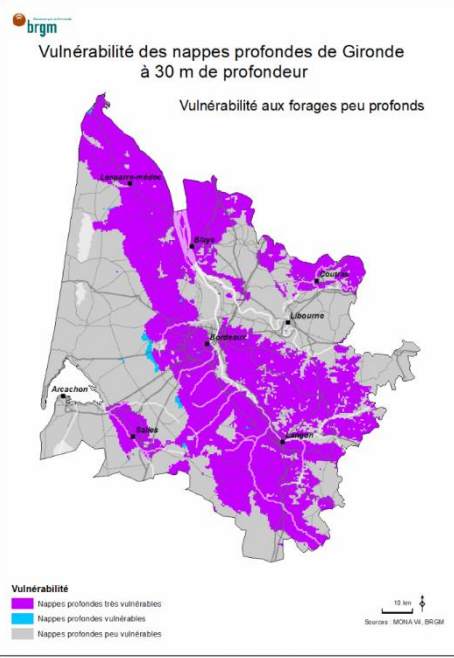 brgm
Vulnérabilité des nappes profondes de Gironde
à 30 m de profondeur
Vulnérabilité aux forages peu profonds
Lesparre-médoc
Blaye
Coutras
Libourne
Bordeaux
Arcachon
Salles
Langon
Vulnérabilité
Nappes profondes très vulnérables
Nappes profondes vulnérables
Nappes profondes peu vulnérables
10 km
Sources : MONA V4, BRGM